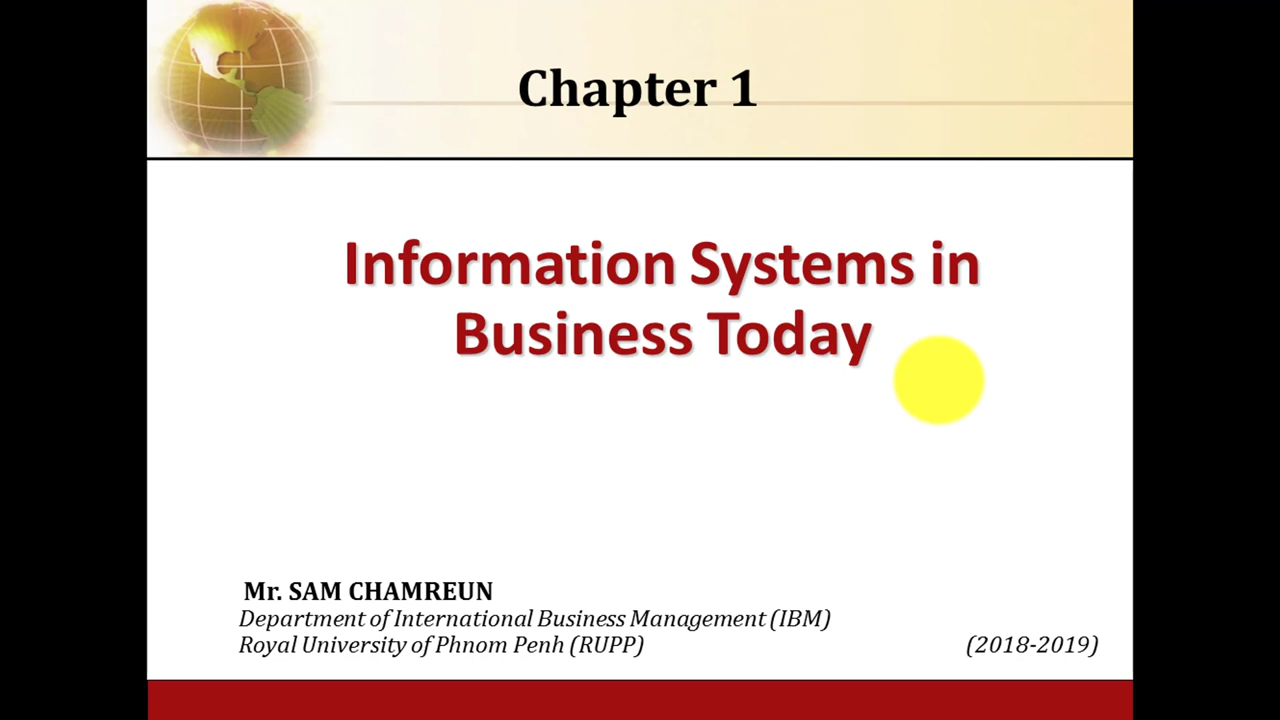 Chapter 1
Information Systems in
Business Today
Mr. SAM CHAMREUN
Department of International Business Management (IBM)
Royal University of Phnom Penh (RUPP) (2018-2019)